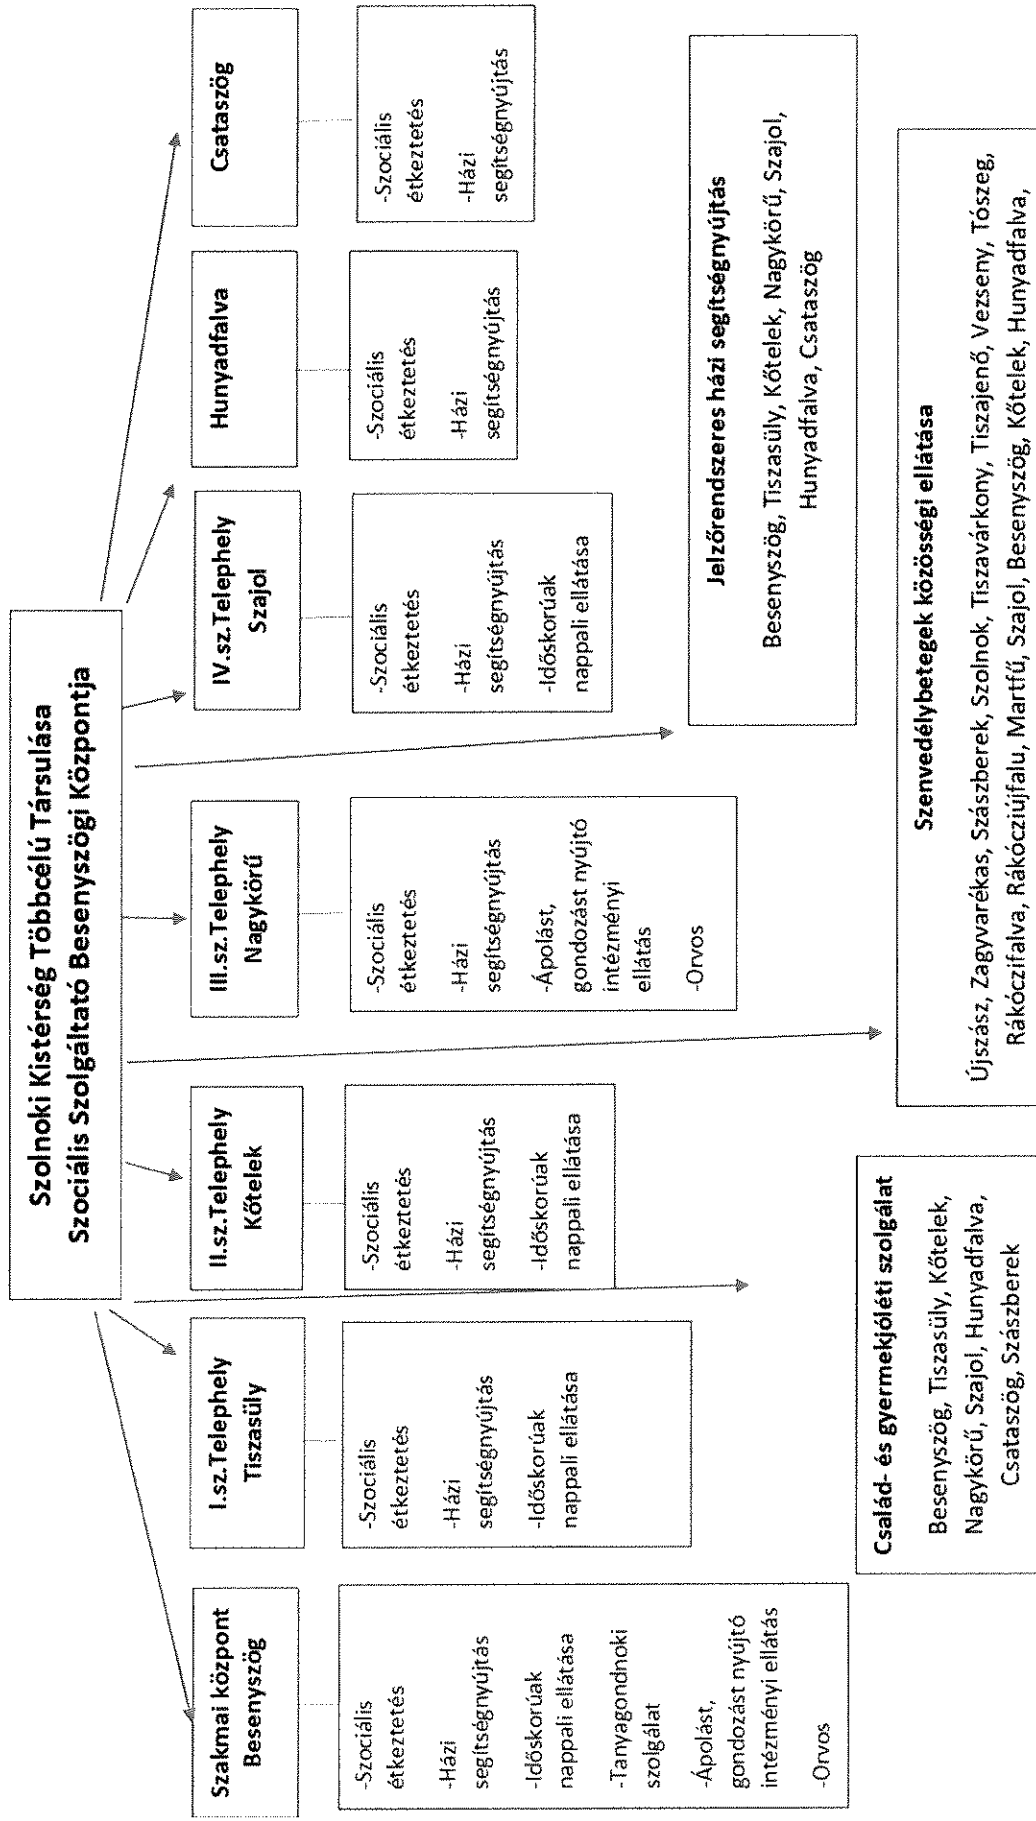 Szolnoki Kistérség Többcélú Társulása
Szociális Szolgáltató Besenyszögi Központja
Szakmai központ
Besenyszög
-Szociális
étkeztetés
-Házi
segítségnyújtás
-Időskorúak
nappali ellátása
-Tanyagondnoki
szolgálat
-Ápolást,
gondozást nyújtó
intézményi ellátás
-Orvos
I.sz.Telephely
Tiszasüly
-Szociális
étkeztetés
-Házi
segítségnyújtás
-Időskorúak
nappali ellátása
II.sz.Telephely
Kőtelek
-Szociális
étkeztetés
-Házi
segítségnyújtás
-Időskorúak
nappali ellátása
III.sz.Telephely
Nagykörű
-Szociális
étkeztetés
-Házi
segítségnyújtás
-Ápolást,
gondozást nyújtó
intézményi
ellátás
-Orvos
IV.sz.Telephely
Szajol
-Szociális
étkeztetés
-Házi
segítségnyújtás
-Időskorúak
nappali ellátása
Hunyadfalva
-Szociális
étkeztetés
-Házi
segítségnyújtás
Csataszög
-Szociális
étkeztetés
-Házi
segítségnyújtás
Jelzőrendszeres házi segítségnyújtás
Besenyszög, Tiszasüly, Kőtelek, Nagykörű, Szajol,
Hunyadfalva, Csataszög
Család- és gyermekjóléti szolgálat
Besenyszög, Tiszasüly, Kőtelek,
Nagykörű, Szajol, Hunyadfalva,
Csataszög, Szászberek
Szenvedélybetegek közösségi ellátása
Újszász, Zagyvarékas, Szászberek, Szolnok, Tiszavárkony, Tiszajenő, Vezseny, Tószeg,
Rákóczifalva, Rákócziújfalu, Martfű, Szajol, Besenyszög, Kőtelek, Hunyadfalva,